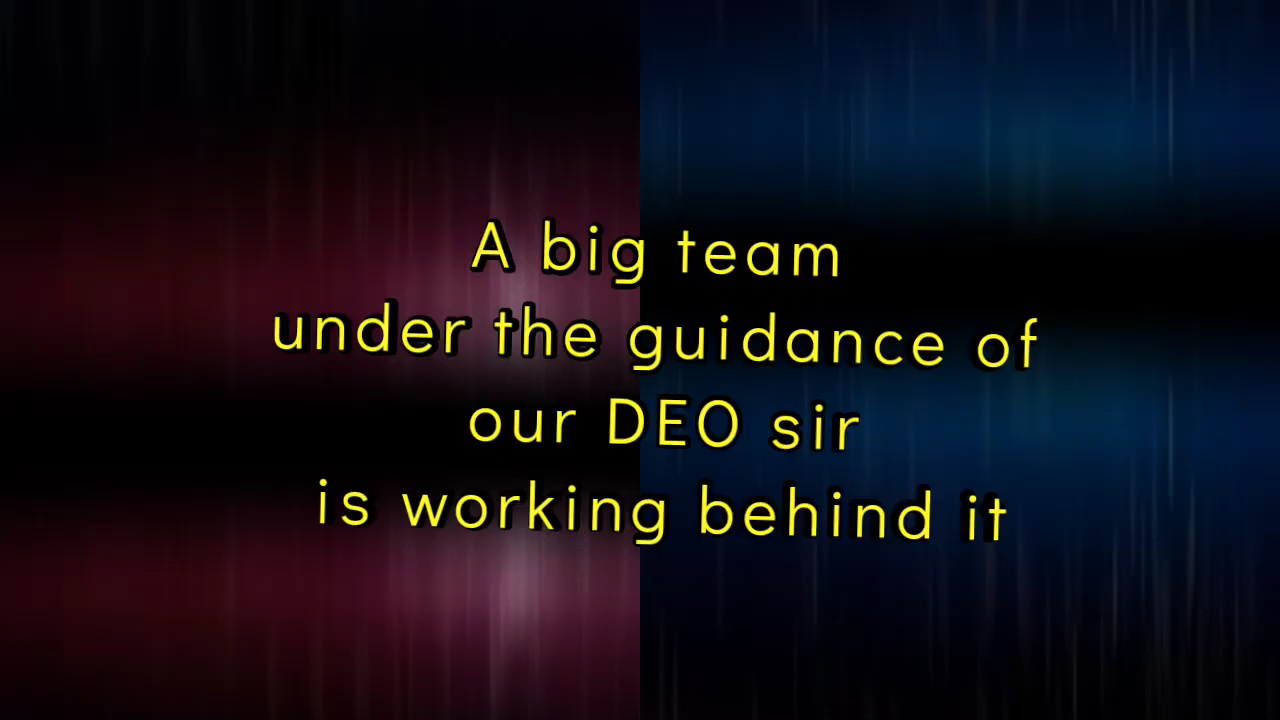 A big team
under the guidance of
our DEO sir
is working behind it